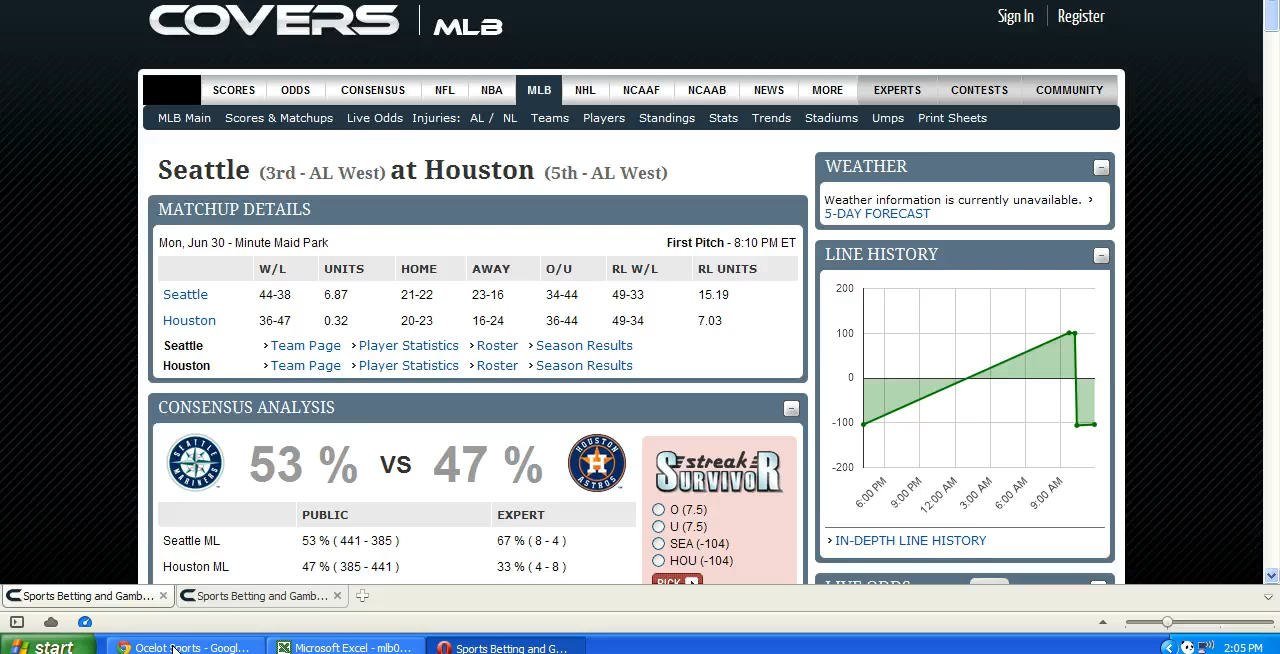 COVERS MLB
Sign In Register
SCORES ODDS CONSENSUS NFL NBA MLB NHL NCAAF NCAAB NEWS MORE EXPERTS CONTESTS COMMUNITY
MLB Main Scores & Matchups Live Odds Injuries: AL / NL Teams Players Standings Stats Trends Stadiums Umps Print Sheets
Seattle (3rd - AL West) at Houston (5th - AL West)
MATCHUP DETAILS
Mon, Jun 30 - Minute Maid Park First Pitch - 8:10 PM ET
W/L UNITS HOME AWAY O/U RL W/L RL UNITS
Seattle 44-38 6.87 21-22 23-16 34-44 49-33 15.19
Houston 36-47 0.32 20-23 16-24 36-44 49-34 7.03
Seattle › Team Page › Player Statistics › Roster › Season Results
Houston › Team Page › Player Statistics › Roster › Season Results
CONSENSUS ANALYSIS
SEATTLE MARINERS
53 % VS 47 %
HOUSTON ASTROS
PUBLIC EXPERT
Seattle ML 53 % ( 441 - 385 ) 67 % ( 8 - 4 )
Houston ML 47 % ( 385 - 441 ) 33 % ( 4 - 8 )
streak SURVIVOR
O (7.5)
U (7.5)
SEA (-104)
HOU (-104)
PICK
WEATHER
Weather information is currently unavailable. ›
5-DAY FORECAST
LINE HISTORY
200
100
0
-100
-200
6:00 PM 9:00 PM 12:00 AM 3:00 AM 6:00 AM 9:00 AM
› IN-DEPTH LINE HISTORY
LIVE ODDS
Sports Betting and Gamb... Sports Betting and Gamb...
start Ocelot Sports - Googl... Microsoft Excel - mlb0... Sports Betting and G... 2:05 PM